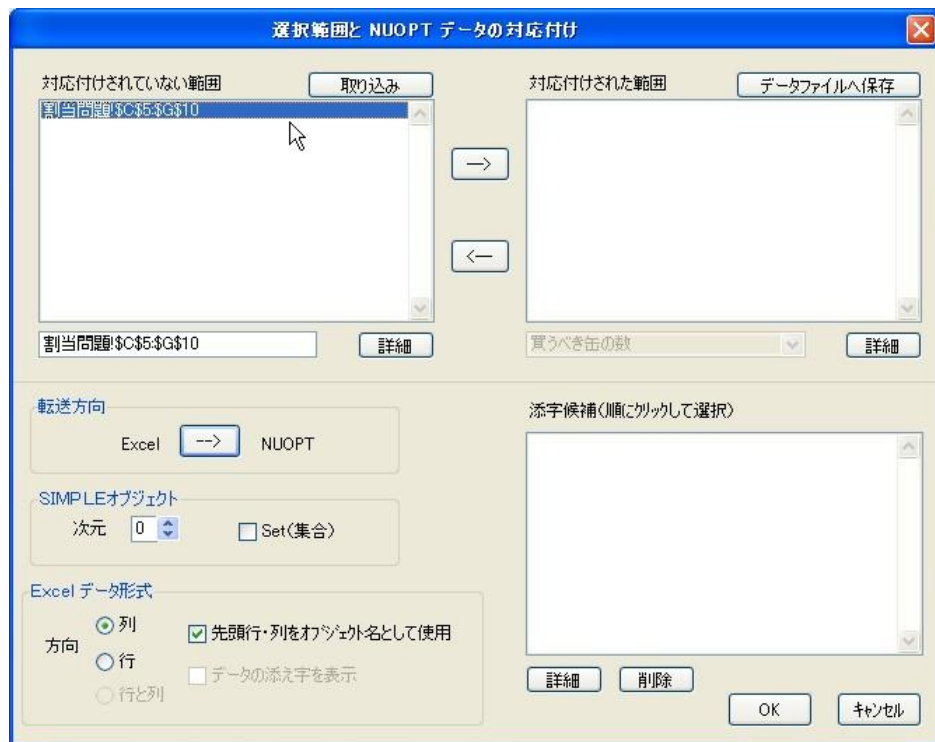 選択範囲と NUOPT データの対応付け
対応付けされていない範囲
取り込み
割当問題!$C$5:$G$10
割当問題!$C$5:$G$10
詳細
-->
<--
対応付けされた範囲
データファイルへ保存
買うべき缶の数
詳細
転送方向
Excel --> NUOPT
SIMPLEオブジェクト
次元 0 Set(集合)
Excel データ形式
方向
列
行
行と列
先頭行・列をオブジェクト名として使用
データの添え字を表示
添字候補(順にクリックして選択)
詳細 削除
OK キャンセル